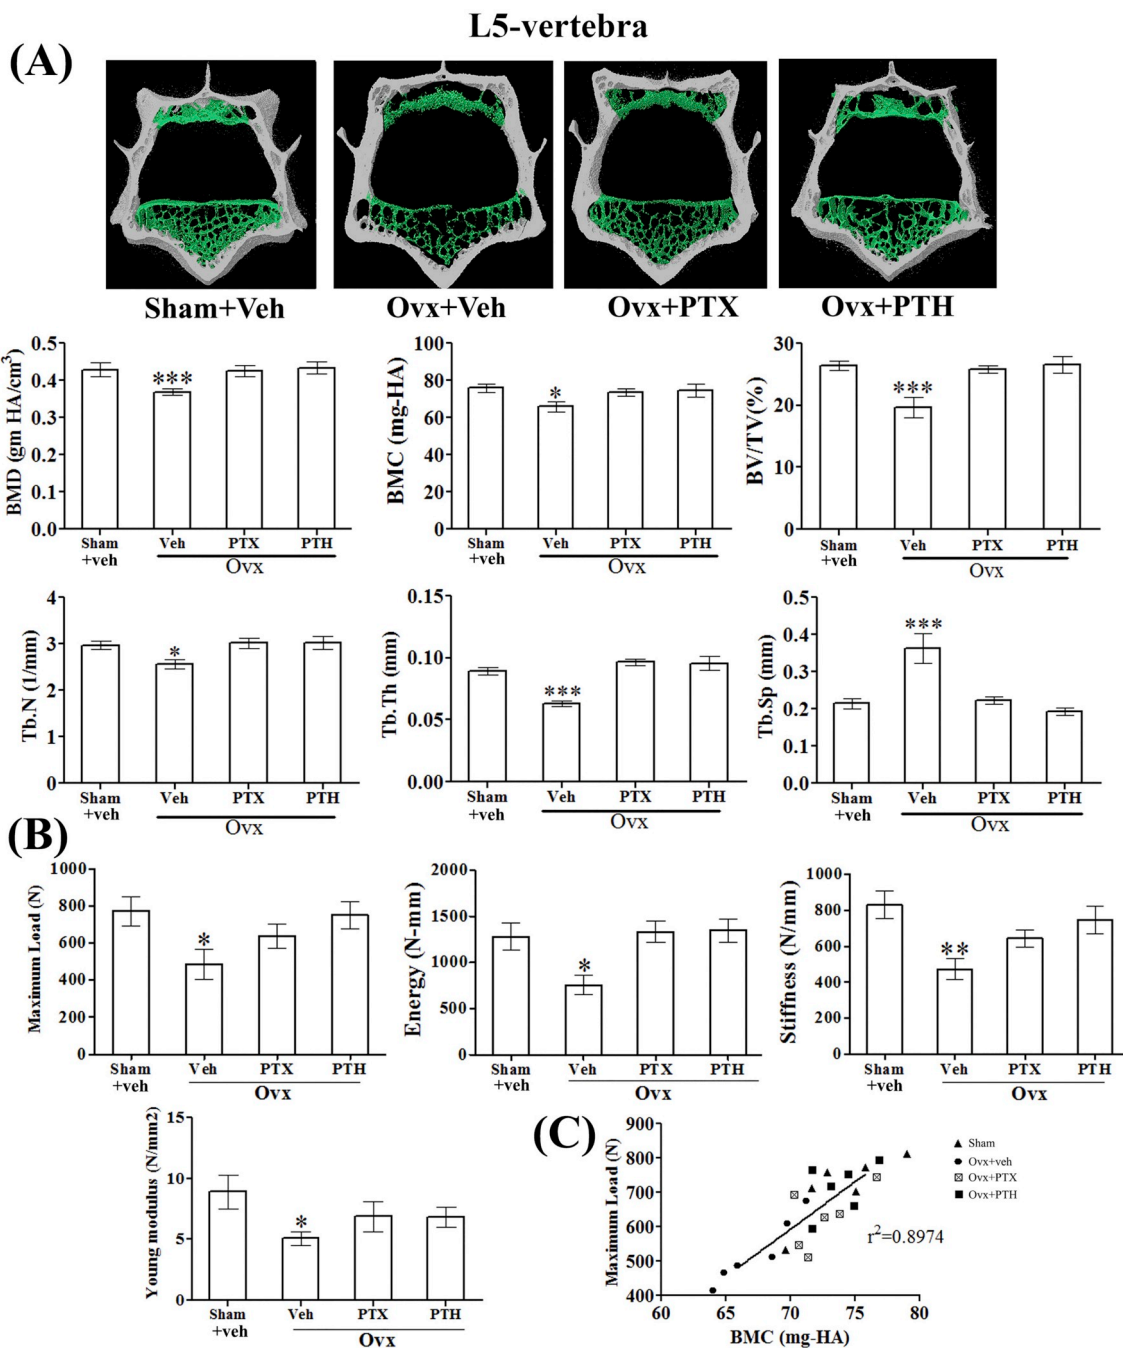 L5-vertebra
(A)
Sham+Veh Ovx+Veh Ovx+PTX Ovx+PTH
BMD (gm HA/cm³)
0.5
0.4
0.3
0.2
0.1
0.0
***
Sham +veh Veh PTX PTH
Ovx
BMC (mg-HA)
100
80
60
40
20
0
*
Sham +veh Veh PTX PTH
Ovx
BV/TV(%)
30
20
10
0
***
Sham +veh Veh PTX PTH
Ovx
Tb.N (1/mm)
4
3
2
1
0
*
Sham +veh Veh PTX PTH
Ovx
Tb.Th (mm)
0.15
0.10
0.05
0.00
***
Sham +veh Veh PTX PTH
Ovx
Tb.Sp (mm)
0.5
0.4
0.3
0.2
0.1
0.0
***
Sham +veh Veh PTX PTH
Ovx
(B)
Maximum Load (N)
1000
800
600
400
200
0
*
Sham +veh Veh PTX PTH
Ovx
Energy (N-mm)
2000
1500
1000
500
0
*
Sham +veh Veh PTX PTH
Ovx
Stiffness (N/mm)
1000
800
600
400
200
0
**
Sham +veh Veh PTX PTH
Ovx
Young modulus (N/mm2)
15
10
5
0
*
Sham +veh Veh PTX PTH
Ovx
(C)
Maximum Load (N)
900
800
700
600
500
400
60 65 70 75 80
BMC (mg-HA)
Sham
Ovx+veh
Ovx+PTX
Ovx+PTH
r²=0.8974